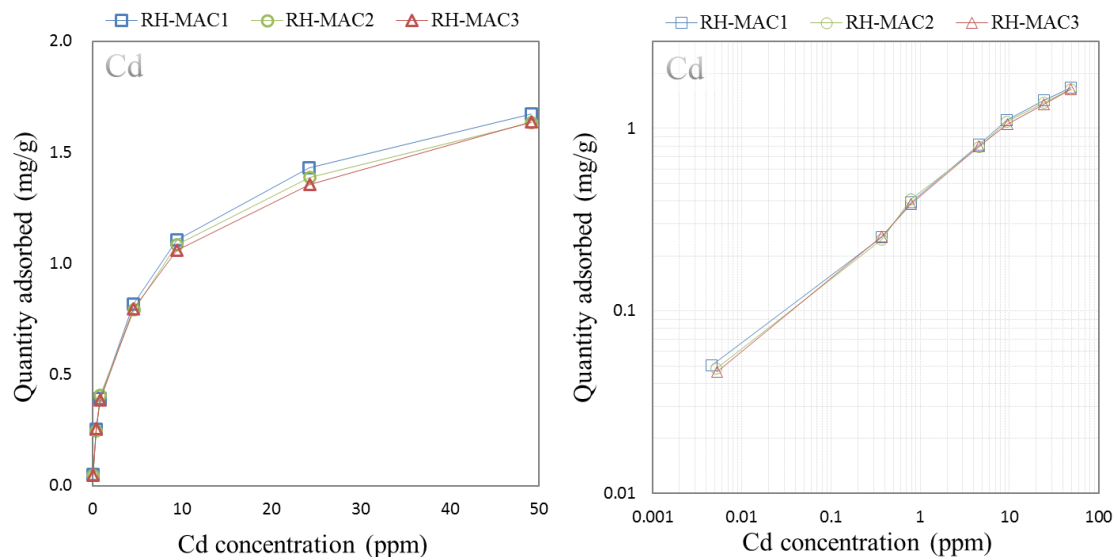 RH-MAC1 RH-MAC2 RH-MAC3
Cd
2.0
1.5
1.0
0.5
0.0
0 10 20 30 40 50
Quantity adsorbed (mg/g)
Cd concentration (ppm)
RH-MAC1 RH-MAC2 RH-MAC3
Cd
1
0.1
0.01
0.001 0.01 0.1 1 10 100
Quantity adsorbed (mg/g)
Cd concentration (ppm)